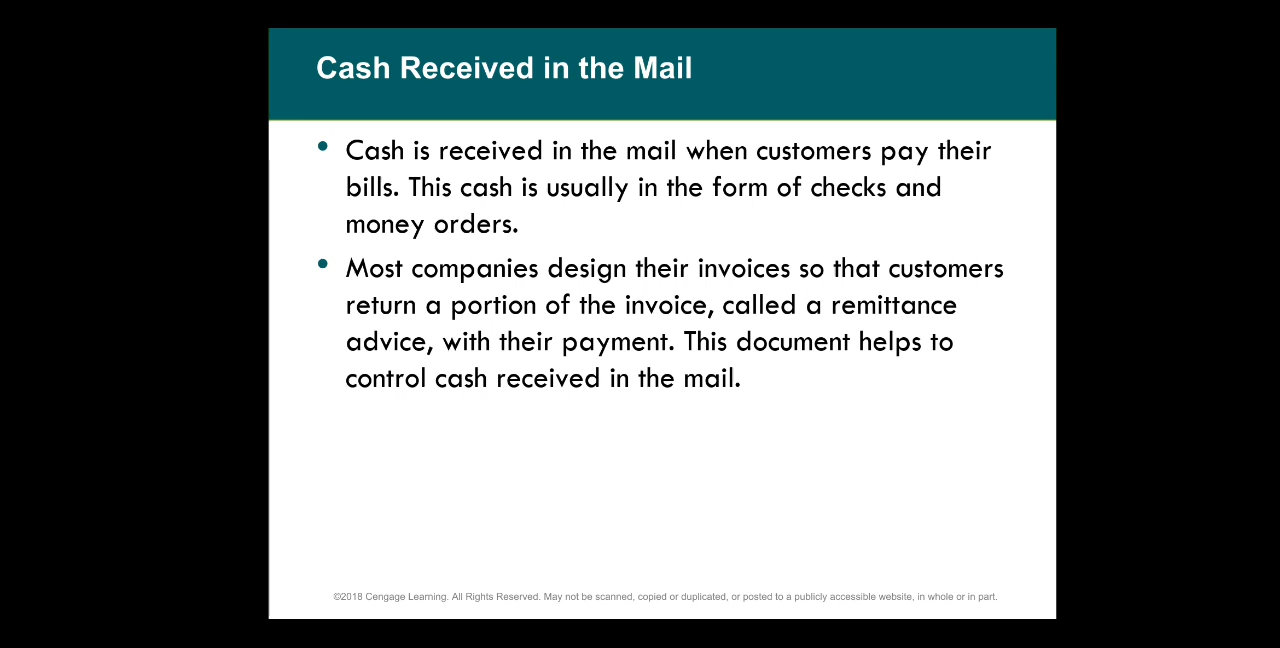 Cash Received in the Mail
• Cash is received in the mail when customers pay their
bills. This cash is usually in the form of checks and
money orders.
• Most companies design their invoices so that customers
return a portion of the invoice, called a remittance
advice, with their payment. This document helps to
control cash received in the mail.
©2018 Cengage Learning. All Rights Reserved. May not be scanned, copied or duplicated, or posted to a publicly accessible website, in whole or in part.